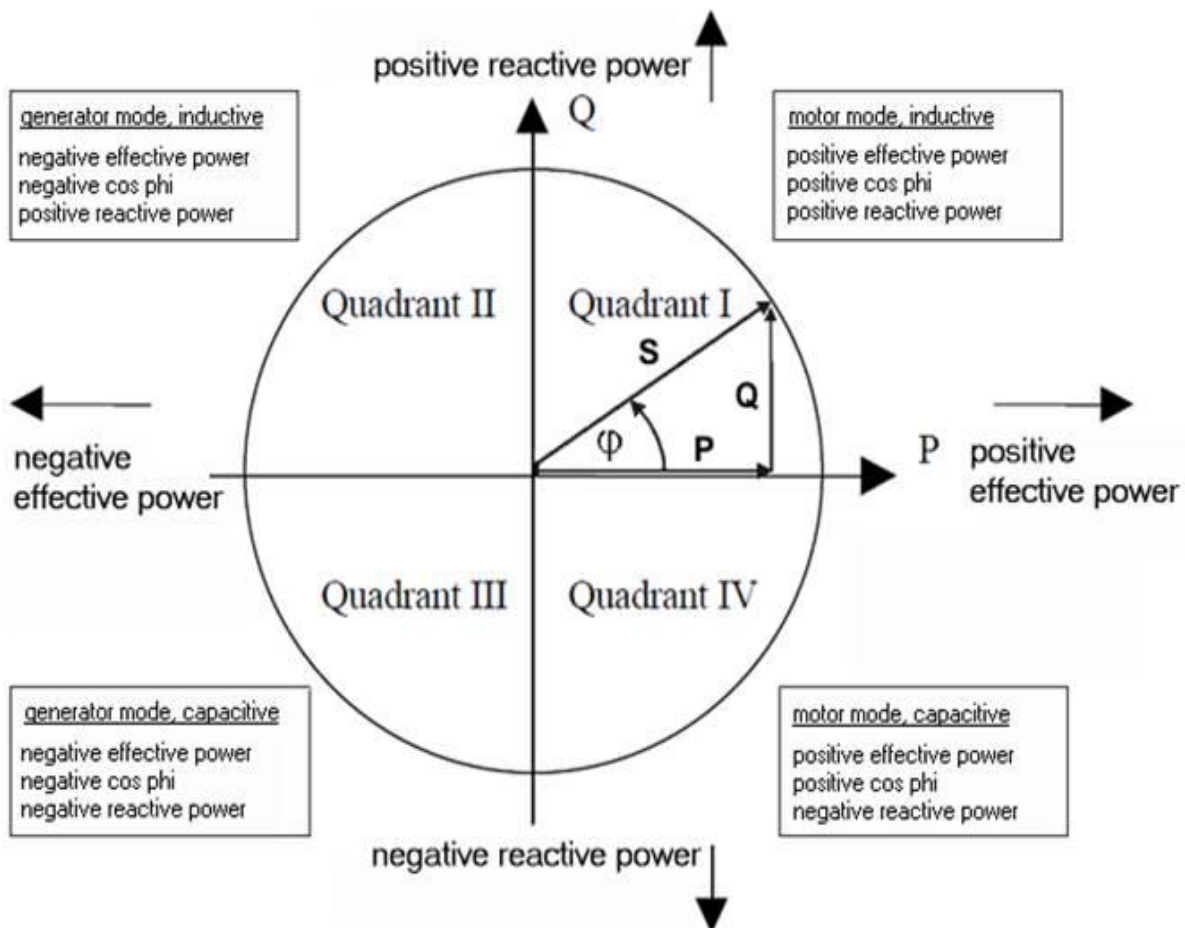 positive reactive power
Q
generator mode, inductive
negative effective power
negative cos phi
positive reactive power
motor mode, inductive
positive effective power
positive cos phi
positive reactive power
Quadrant II
Quadrant I
S
Q
φ
P
negative
effective power
P
positive
effective power
Quadrant III
Quadrant IV
generator mode, capacitive
negative effective power
negative cos phi
negative reactive power
motor mode, capacitive
positive effective power
positive cos phi
negative reactive power
negative reactive power